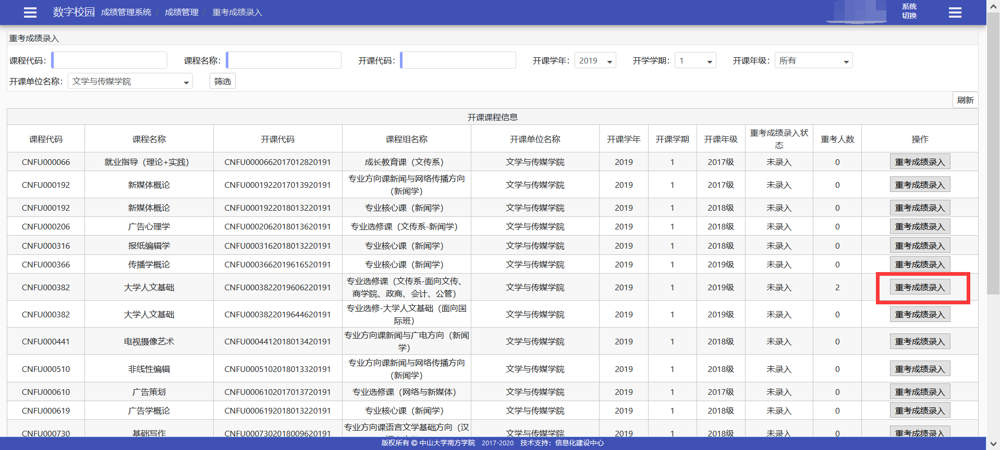 数字校园 成绩管理系统 / 成绩管理 / 重考成绩录入 系统切换
重考成绩录入
课程代码: 课程名称: 开课代码: 开课学年: 2019 开学学期: 1 开课年级: 所有
开课单位名称: 文学与传媒学院 筛选
刷新
开课课程信息
课程代码 课程名称 开课代码 课程组名称 开课单位名称 开课学年 开课学期 开课年级 重考成绩录入状态 重考人数 操作
CNFU000066 就业指导（理论+实践） CNFU0000662017012820191 成长教育课（文传系） 文学与传媒学院 2019 1 2017级 未录入 0 重考成绩录入
CNFU000192 新媒体概论 CNFU0001922017013920191 专业方向课新闻与网络传播方向（新闻学） 文学与传媒学院 2019 1 2017级 未录入 0 重考成绩录入
CNFU000192 新媒体概论 CNFU0001922018013220191 专业核心课（新闻学） 文学与传媒学院 2019 1 2018级 未录入 0 重考成绩录入
CNFU000206 广告心理学 CNFU0002062018013620191 专业选修课（文传系-新闻学） 文学与传媒学院 2019 1 2018级 未录入 0 重考成绩录入
CNFU000316 报纸编辑学 CNFU0003162018013220191 专业核心课（新闻学） 文学与传媒学院 2019 1 2018级 未录入 0 重考成绩录入
CNFU000366 传播学概论 CNFU0003662019616520191 专业核心课（新闻学） 文学与传媒学院 2019 1 2019级 未录入 0 重考成绩录入
CNFU000382 大学人文基础 CNFU0003822019606220191 专业选修课（文传系-面向文传、商学院、政商、会计、公管） 文学与传媒学院 2019 1 2019级 未录入 2 重考成绩录入
CNFU000382 大学人文基础 CNFU0003822019644620191 专业选修-大学人文基础（面向国际班） 文学与传媒学院 2019 1 2019级 未录入 0 重考成绩录入
CNFU000441 电视摄像艺术 CNFU0004412018013420191 专业方向课新闻与广电方向（新闻学） 文学与传媒学院 2019 1 2018级 未录入 0 重考成绩录入
CNFU000510 非线性编辑 CNFU0005102018013320191 专业方向课新闻与网络传播方向（新闻学） 文学与传媒学院 2019 1 2018级 未录入 0 重考成绩录入
CNFU000610 广告策划 CNFU0006102017013720191 专业选修课（网络与新媒体） 文学与传媒学院 2019 1 2017级 未录入 0 重考成绩录入
CNFU000619 广告学概论 CNFU0006192018013220191 专业核心课（新闻学） 文学与传媒学院 2019 1 2018级 未录入 0 重考成绩录入
CNFU000730 基础写作 CNFU0007302018009620191 专业方向课语言文学基础方向（汉 文学与传媒学院 2019 1 2018级 未录入 0 重考成绩录入
版权所有 © 中山大学南方学院 2017-2020 技术支持：信息化建设中心